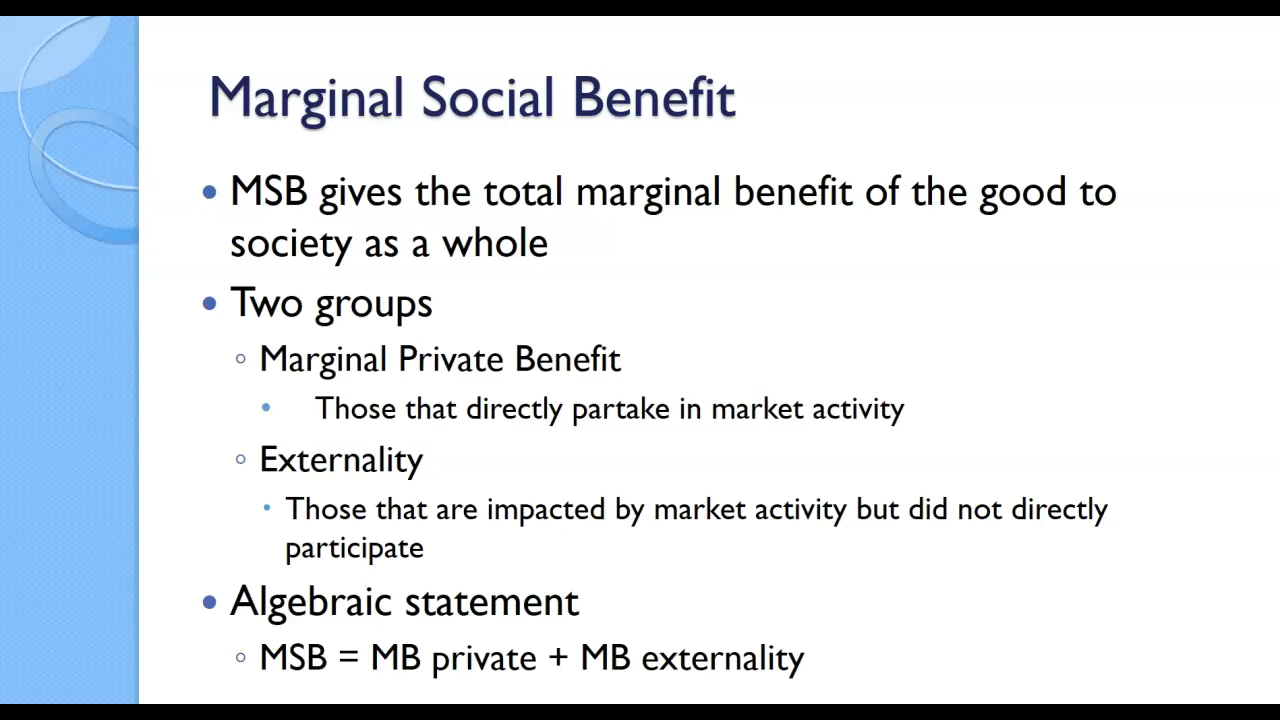 Marginal Social Benefit
• MSB gives the total marginal benefit of the good to
society as a whole
• Two groups
◦ Marginal Private Benefit
• Those that directly partake in market activity
◦ Externality
• Those that are impacted by market activity but did not directly
participate
• Algebraic statement
◦ MSB = MB private + MB externality